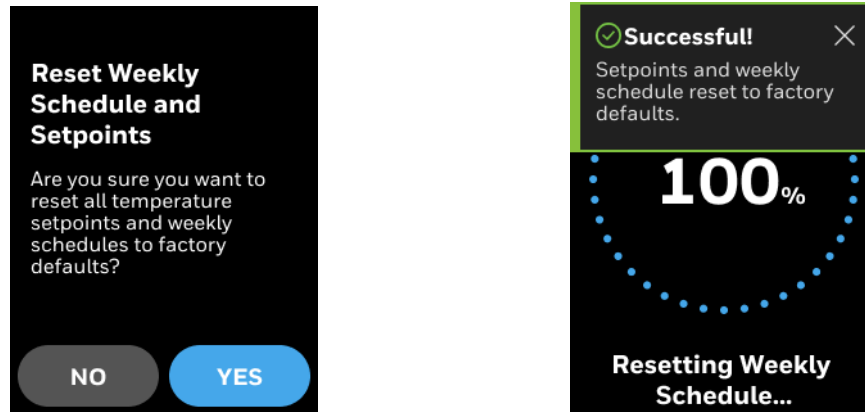 Reset Weekly
Schedule and
Setpoints
Are you sure you want to
reset all temperature
setpoints and weekly
schedules to factory
defaults?
NO
YES
Successful!
Setpoints and weekly
schedule reset to factory
defaults.
100%
Resetting Weekly
Schedule...